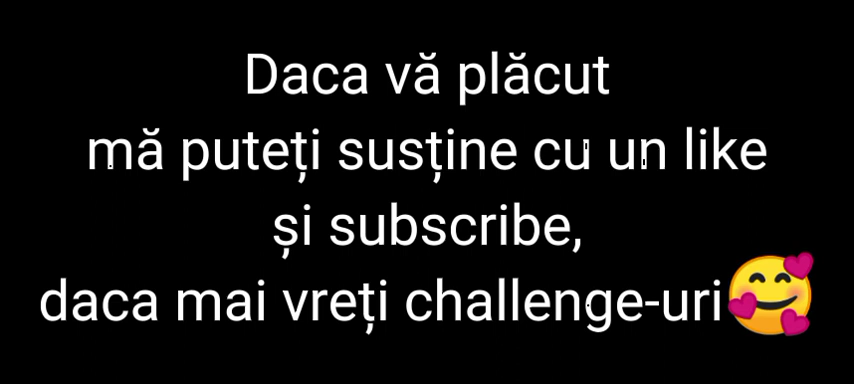 Daca vă plăcut
mă puteți susține cu un like
și subscribe,
daca mai vreți challenge-uri🥰